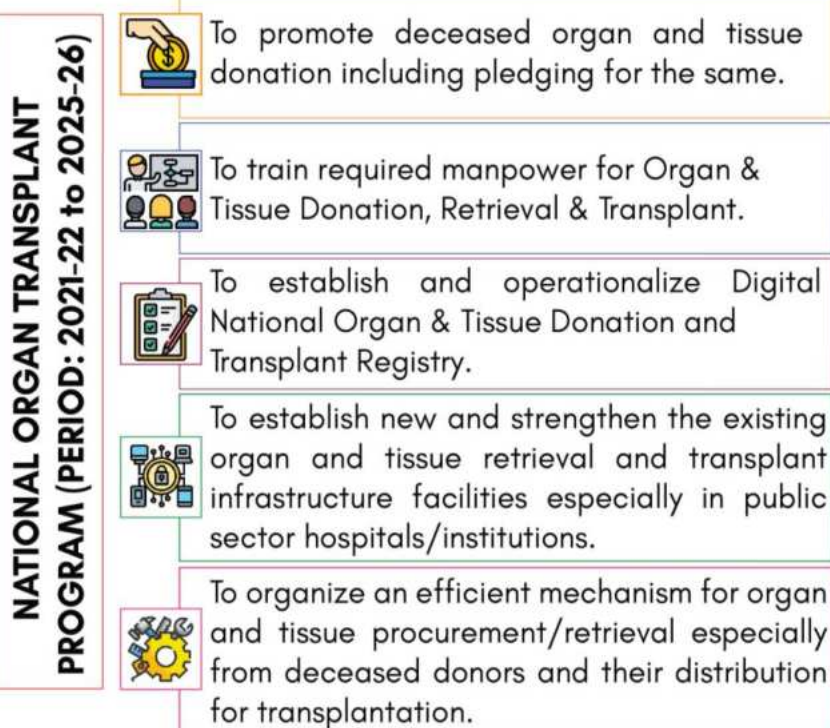 NATIONAL ORGAN TRANSPLANT
PROGRAM (PERIOD: 2021-22 to 2025-26)
To promote deceased organ and tissue
donation including pledging for the same.
To train required manpower for Organ &
Tissue Donation, Retrieval & Transplant.
To establish and operationalize Digital
National Organ & Tissue Donation and
Transplant Registry.
To establish new and strengthen the existing
organ and tissue retrieval and transplant
infrastructure facilities especially in public
sector hospitals/institutions.
To organize an efficient mechanism for organ
and tissue procurement/retrieval especially
from deceased donors and their distribution
for transplantation.